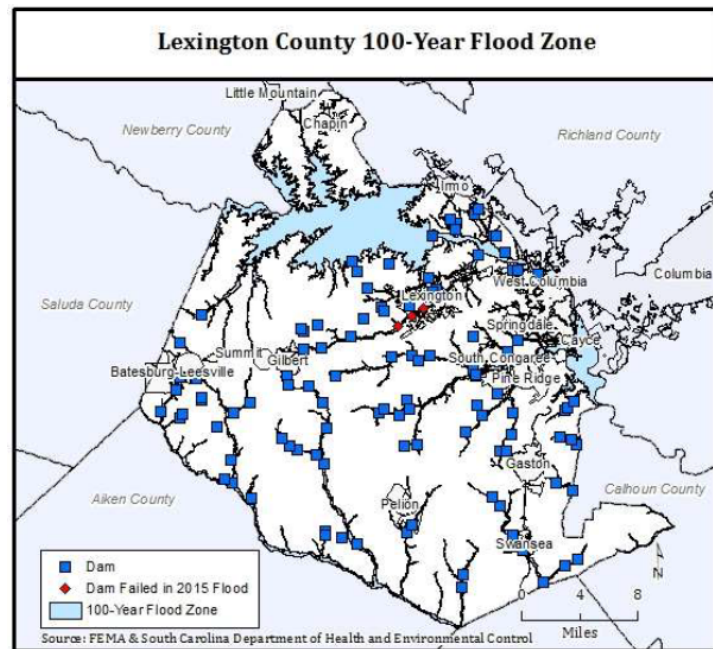 Lexington County 100-Year Flood Zone
Little Mountain
Chapin
Newberry County
Richland County
Irmo
Columbia
West Columbia
Lexington
Saluda County
Springdale
Cayce
Summit
Gilbert
South Congaree
Batesburg-Leesville
Pine Ridge
Gaston
Aiken County
Calhoun County
Pelion
Swansea
N
Dam
Dam Failed in 2015 Flood
100-Year Flood Zone
0 4 8
Miles
Source: FEMA & South Carolina Department of Health and Environmental Control